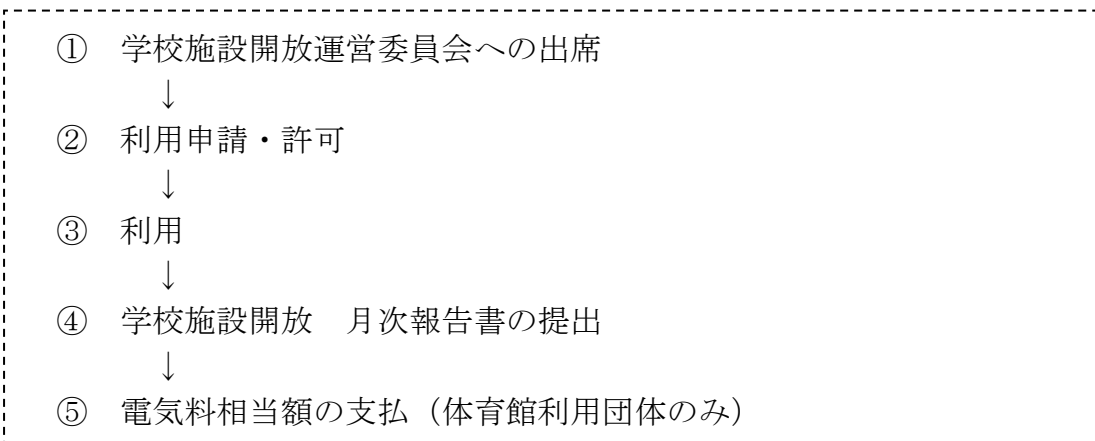 ① 学校施設開放運営委員会への出席
↓
② 利用申請・許可
↓
③ 利用
↓
④ 学校施設開放 月次報告書の提出
↓
⑤ 電気料相当額の支払（体育館利用団体のみ）